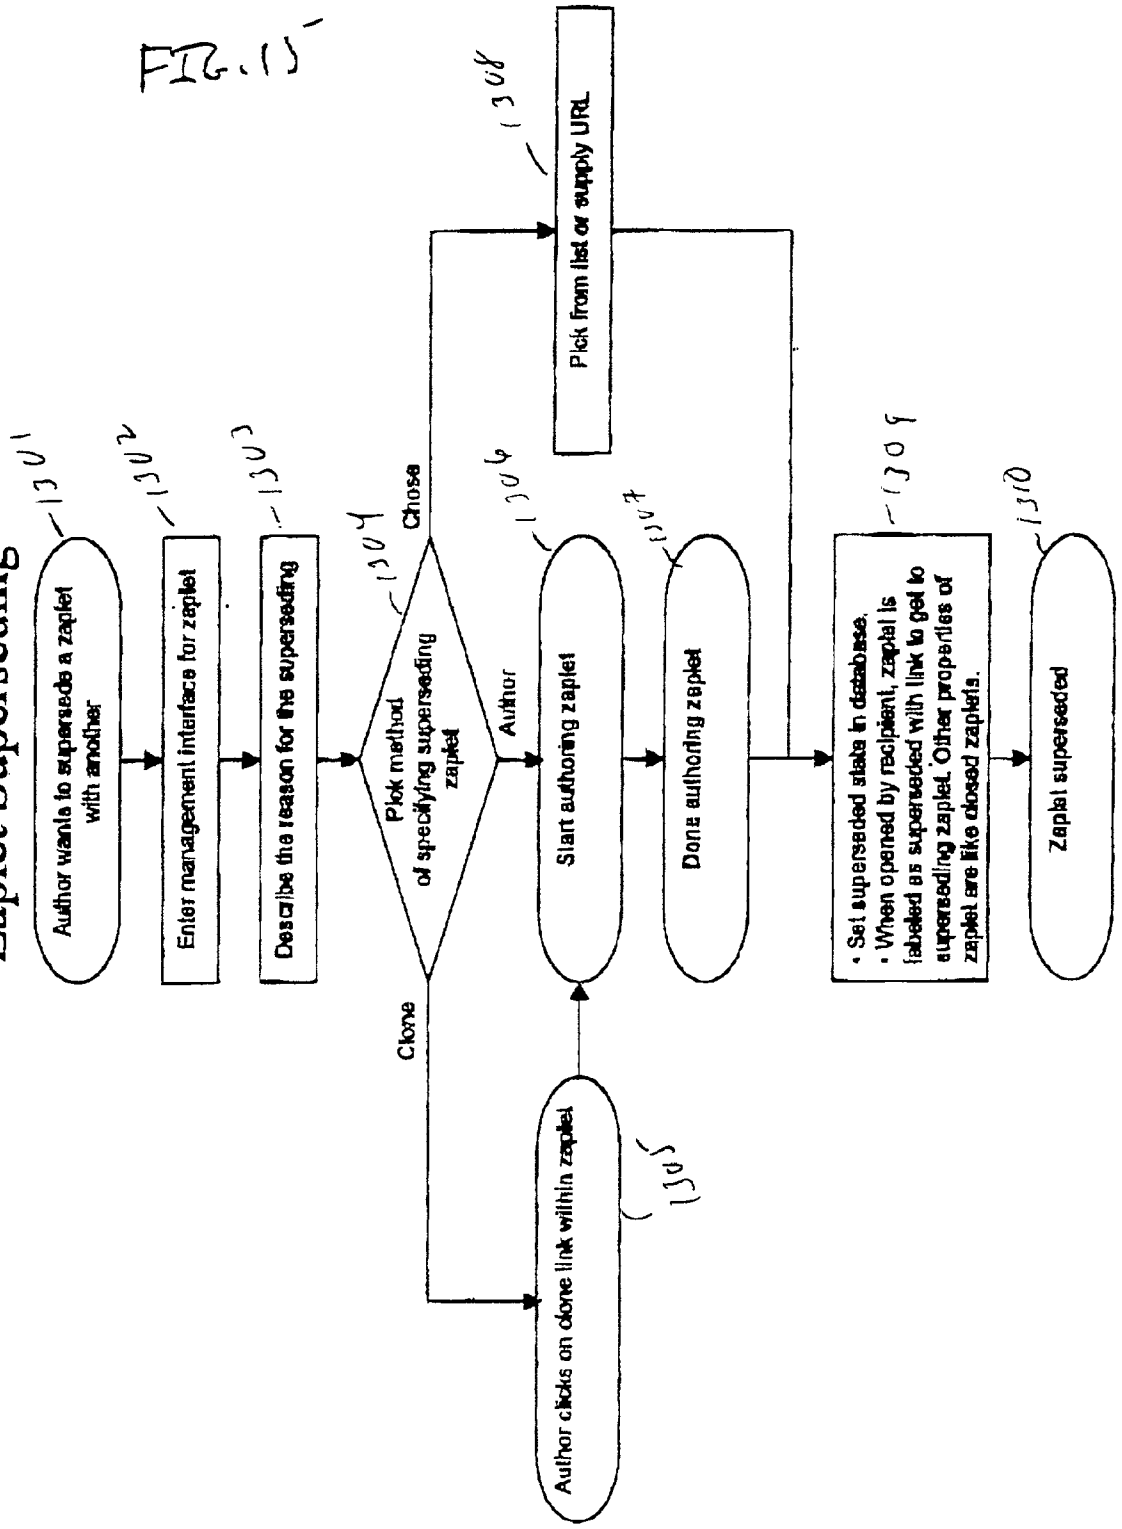 FIG. 15
Zaplet Superseding
1301
Author wants to supersede a zaplet
with another
1302
Enter management interface for zaplet
1303
Describe the reason for the superseding
1304
Pick method
of specifying superseding
zaplet
Clone
Author
Chose
1305
Author clicks on clone link within zaplet
1306
Start authoring zaplet
1307
Done authoring zaplet
1308
Pick from list or supply URL
1309
• Set superseded state in database.
• When opened by recipient, zaplet is
labeled as superseded with link to get to
superseding zaplet. Other properties of
zaplet are like closed zaplets.
1310
Zaplet superseded